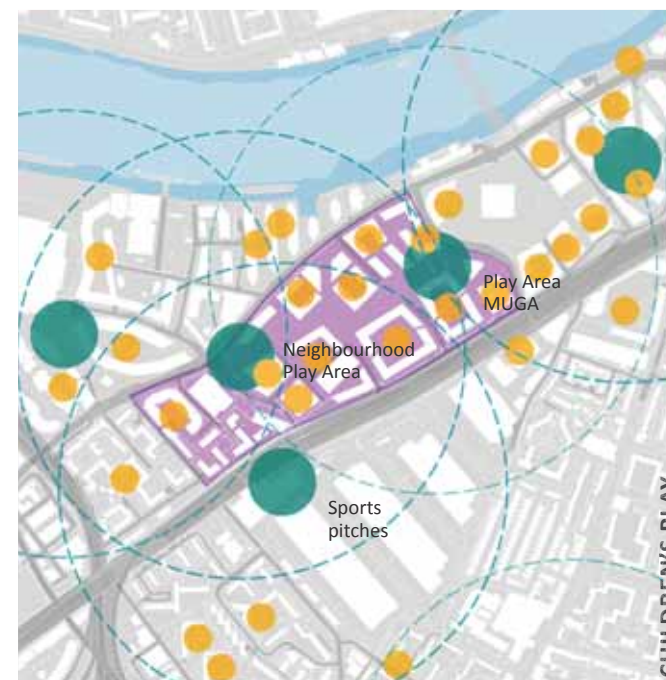 Play Area
MUGA
Neighbourhood
Play Area
Sports
pitches
CHILDREN'S PLAY